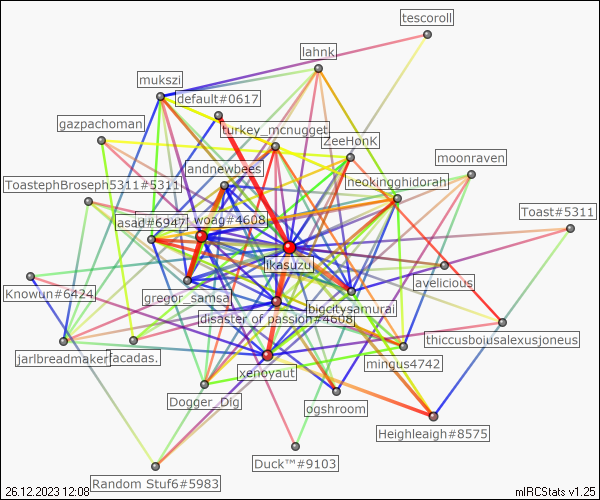 tescoroll
lahnk
mukszi
default#0617
gazpachoman
turkey_mcnugget
ZeeHonK
moonraven
andnewbees
neokingghidorah
ToastephBroseph5311#5311
Toast#5311
asad#6947
woag#4608
ikasuzu
avelicious
Knowun#6424
gregor_samsa
bigcitysamurai
disaster of passion#4608
thiccusboiusalexusjoneus
jarlbreadmaker
facadas.
mingus4742
xenoyaut
Dogger_Dig
ogshroom
Heighleaigh#8575
Duck™#9103
Random Stuf6#5983
26.12.2023 12:08
mIRCStats v1.25